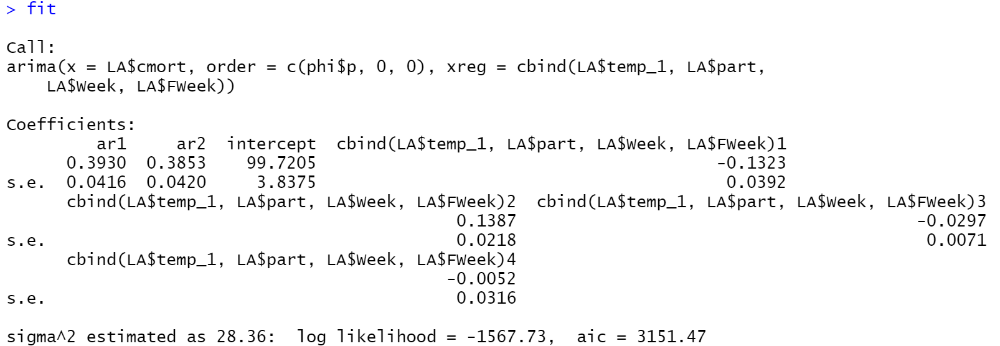 > fit
Call:
arima(x = LA$cmort, order = c(phi$p, 0, 0), xreg = cbind(LA$temp_1, LA$part,
    LA$Week, LA$FWeek))
Coefficients:
         ar1     ar2  intercept  cbind(LA$temp_1, LA$part, LA$Week, LA$FWeek)1
      0.3930  0.3853    99.7205                                        -0.1323
s.e.  0.0416  0.0420     3.8375                                         0.0392
      cbind(LA$temp_1, LA$part, LA$Week, LA$FWeek)2  cbind(LA$temp_1, LA$part, LA$Week, LA$FWeek)3
                                             0.1387                                        -0.0297
s.e.                                         0.0218                                         0.0071
      cbind(LA$temp_1, LA$part, LA$Week, LA$FWeek)4
                                            -0.0052
s.e.                                         0.0316
sigma^2 estimated as 28.36:  log likelihood = -1567.73,  aic = 3151.47